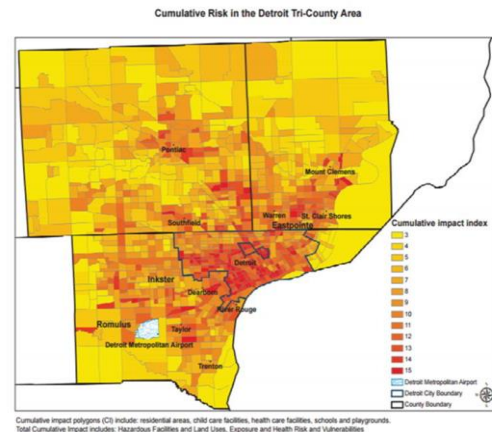 Cumulative Risk in the Detroit Tri-County Area
Pontiac
Mount Clemens
Southfield
Warren
St. Clair Shores
Eastpointe
Cumulative impact index
3
4
5
6
7
8
9
10
11
12
13
14
15
Detroit Metropolitan Airport
Detroit City Boundary
County Boundary
Detroit
Inkster
Dearborn
River Rouge
Romulus
Taylor
Detroit Metropolitan Airport
Trenton
Cumulative impact polygons (CI) include: residential areas, child care facilities, health care facilities, schools and playgrounds.
Total Cumulative Impact includes: Hazardous Facilities and Land Uses, Exposure and Health Risk and Vulnerabilities